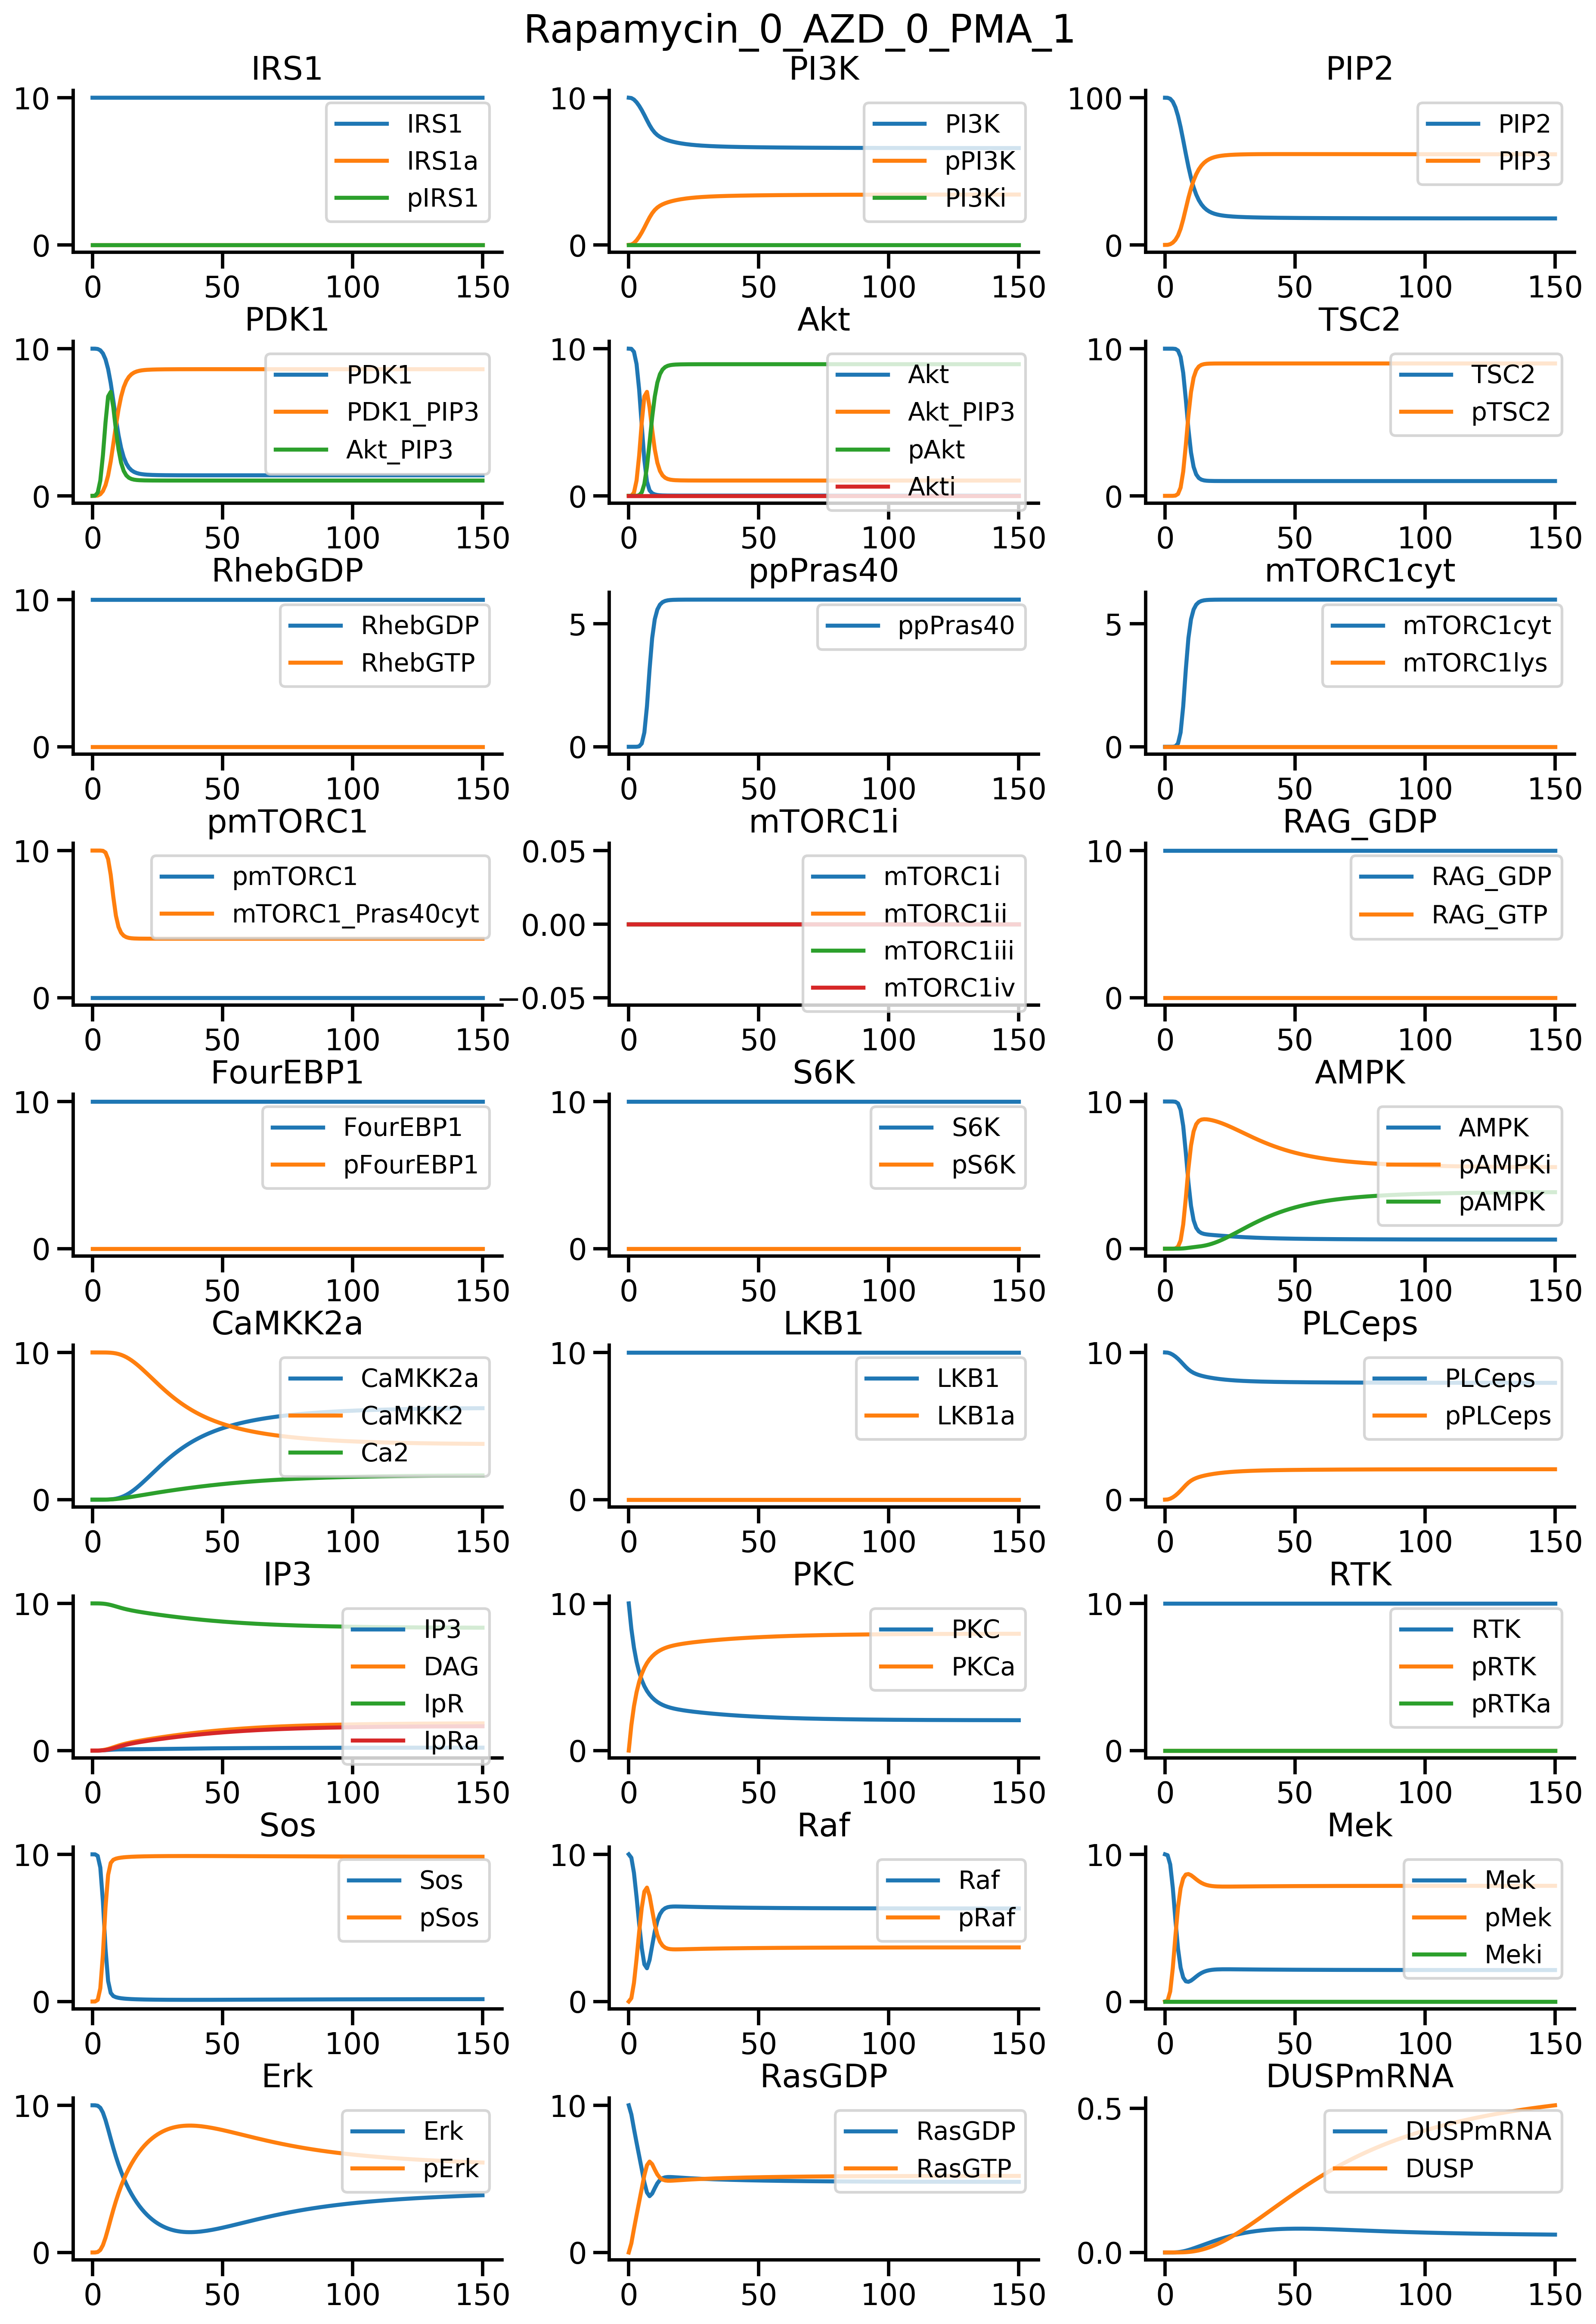 Rapamycin_0_AZD_0_PMA_1
IRS1
PI3K
PIP2
10
0
0 50 100 150
IRS1
IRS1a
pIRS1
10
0
0 50 100 150
PI3K
pPI3K
PI3Ki
100
0
0 50 100 150
PIP2
PIP3
PDK1
Akt
TSC2
10
0
0 50 100 150
PDK1
PDK1_PIP3
Akt_PIP3
10
0
0 50 100 150
Akt
Akt_PIP3
pAkt
Akti
10
0
0 50 100 150
TSC2
pTSC2
RhebGDP
ppPras40
mTORC1cyt
10
0
0 50 100 150
RhebGDP
RhebGTP
5
0
0 50 100 150
ppPras40
5
0
0 50 100 150
mTORC1cyt
mTORC1lys
pmTORC1
mTORC1i
RAG_GDP
10
0
0 50 100 150
pmTORC1
mTORC1_Pras40cyt
0.05
0.00
−0.05
0 50 100 150
mTORC1i
mTORC1ii
mTORC1iii
mTORC1iv
10
0
0 50 100 150
RAG_GDP
RAG_GTP
FourEBP1
S6K
AMPK
10
0
0 50 100 150
FourEBP1
pFourEBP1
10
0
0 50 100 150
S6K
pS6K
10
0
0 50 100 150
AMPK
pAMPKi
pAMPK
CaMKK2a
LKB1
PLCeps
10
0
0 50 100 150
CaMKK2a
CaMKK2
Ca2
10
0
0 50 100 150
LKB1
LKB1a
10
0
0 50 100 150
PLCeps
pPLCeps
IP3
PKC
RTK
10
0
0 50 100 150
IP3
DAG
IpR
IpRa
10
0
0 50 100 150
PKC
PKCa
10
0
0 50 100 150
RTK
pRTK
pRTKa
Sos
Raf
Mek
10
0
0 50 100 150
Sos
pSos
10
0
0 50 100 150
Raf
pRaf
10
0
0 50 100 150
Mek
pMek
Meki
Erk
RasGDP
DUSPmRNA
10
0
0 50 100 150
Erk
pErk
10
0
0 50 100 150
RasGDP
RasGTP
0.5
0.0
0 50 100 150
DUSPmRNA
DUSP